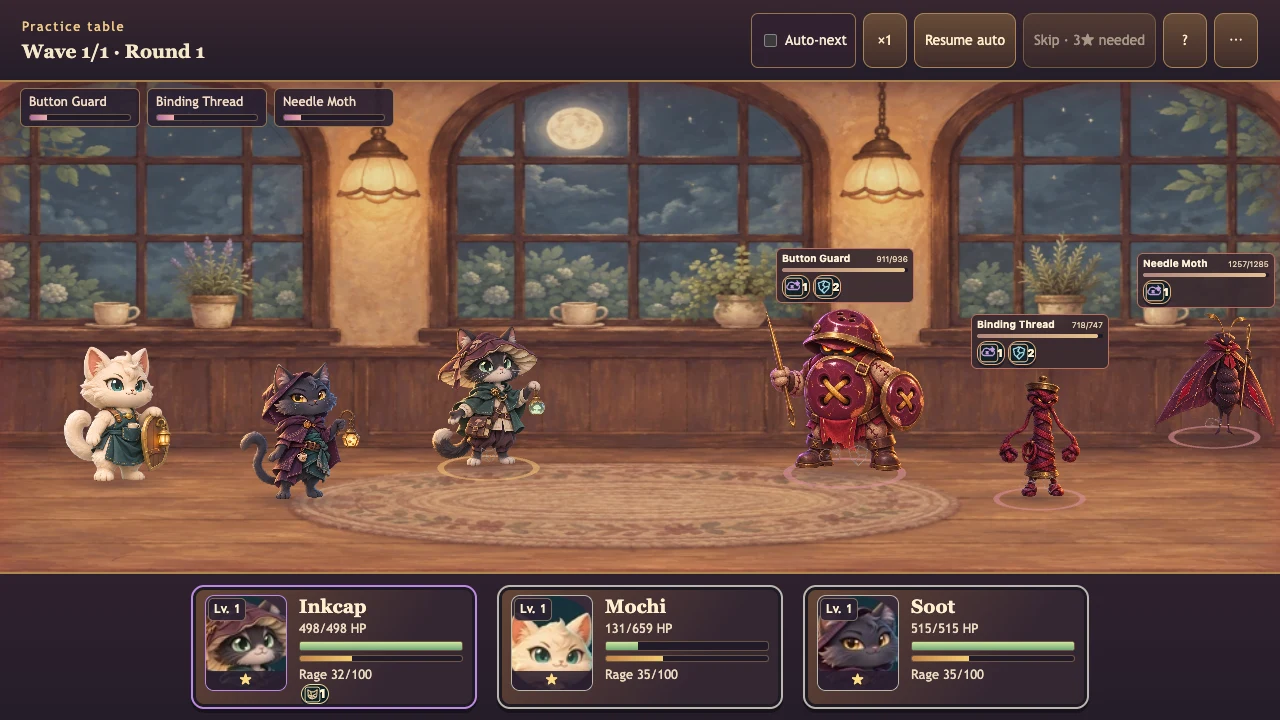 Practice table
Wave 1/1 · Round 1
Auto-next
×1
Resume auto
Skip · 3★ needed
?
···
Button Guard
Binding Thread
Needle Moth
Button Guard 911/936
1 2
Needle Moth 1257/1285
1
Binding Thread 718/747
1 2
Lv. 1
Inkcap
498/498 HP
Rage 32/100
1
Lv. 1
Mochi
131/659 HP
Rage 35/100
Lv. 1
Soot
515/515 HP
Rage 35/100